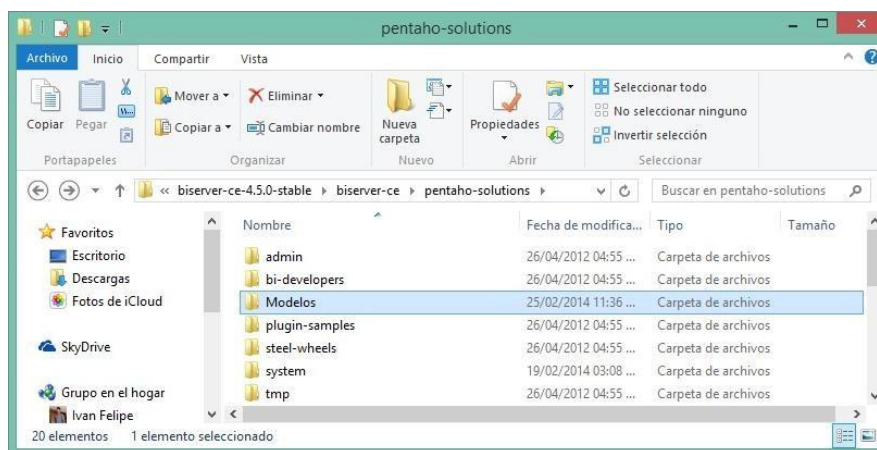 pentaho-solutions
Archivo Inicio Compartir Vista
Copiar Pegar Mover a Copiar a Eliminar Cambiar nombre Nueva carpeta Propiedades Seleccionar todo No seleccionar ninguno Invertir selección
Portapapeles Organizar Nuevo Abrir Seleccionar
« biserver-ce-4.5.0-stable biserver-ce pentaho-solutions Buscar en pentaho-solutions
Nombre Fecha de modifica... Tipo Tamaño
Favoritos
Escritorio
Descargas
Fotos de iCloud
SkyDrive
Grupo en el hogar
Ivan Felipe
admin 26/04/2012 04:55 ... Carpeta de archivos
bi-developers 26/04/2012 04:55 ... Carpeta de archivos
Modelos 25/02/2014 11:36 ... Carpeta de archivos
plugin-samples 26/04/2012 04:55 ... Carpeta de archivos
steel-wheels 26/04/2012 04:55 ... Carpeta de archivos
system 19/02/2014 03:08 ... Carpeta de archivos
tmp 26/04/2012 04:55 ... Carpeta de archivos
20 elementos 1 elemento seleccionado